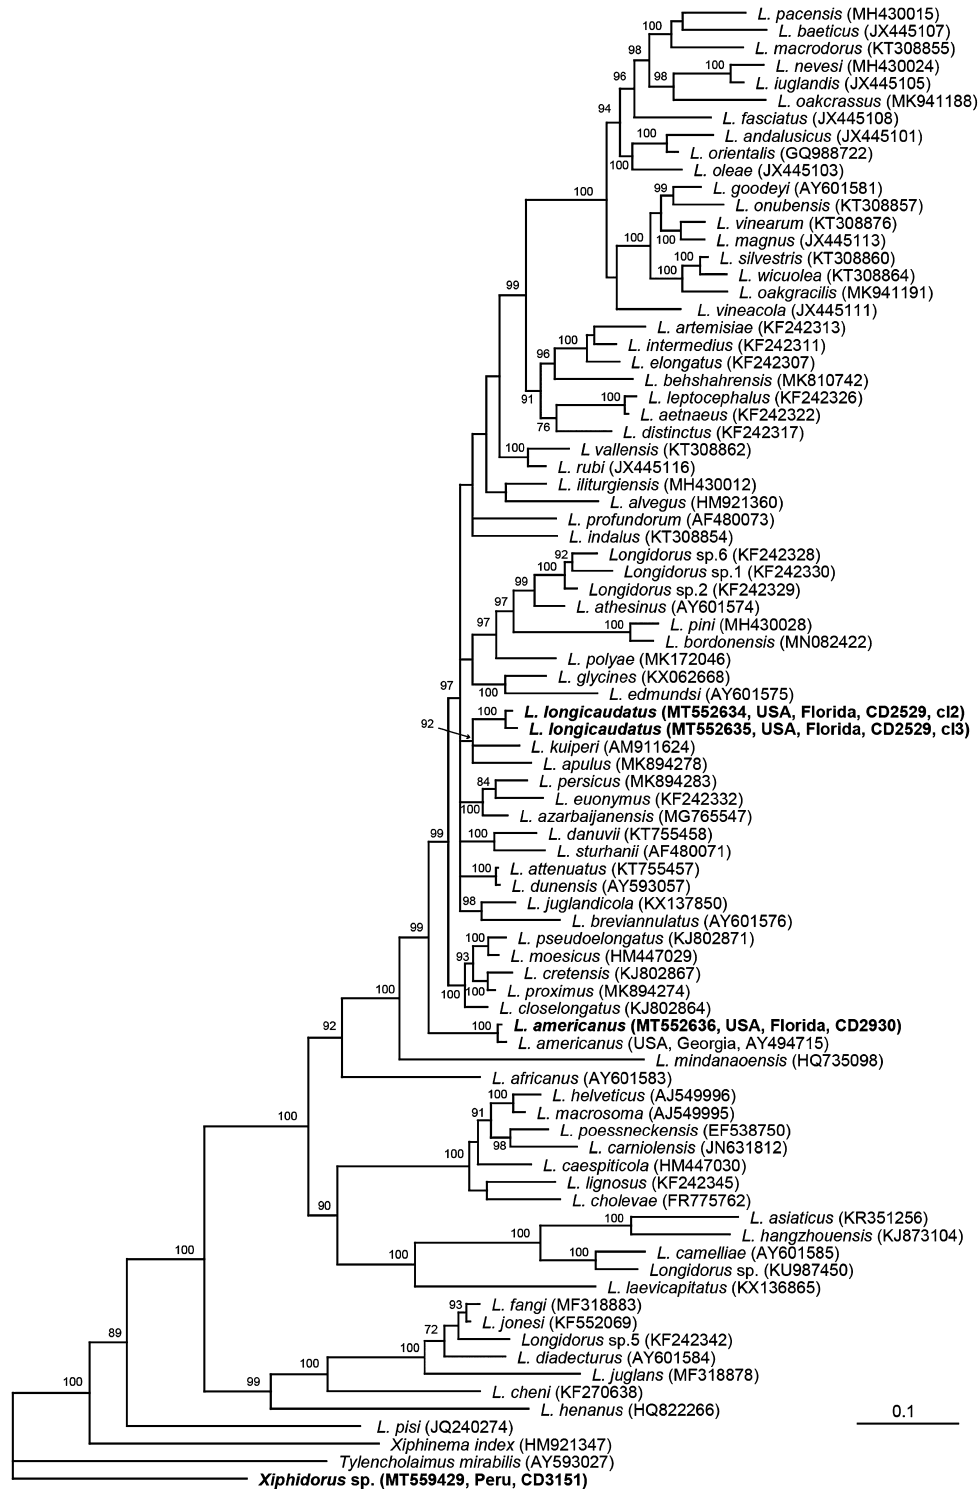 L. pacensis (MH430015)
100
L. baeticus (JX445107)
98
L. macrodorus (KT308855)
100
L. nevesi (MH430024)
96
98
L. iuglandis (JX445105)
L. oakcrassus (MK941188)
94
L. fasciatus (JX445108)
100
L. andalusicus (JX445101)
L. orientalis (GQ988722)
100
L. oleae (JX445103)
100
99
L. goodeyi (AY601581)
L. onubensis (KT308857)
L. vinearum (KT308876)
100
100
L. magnus (JX445113)
100
L. silvestris (KT308860)
100
L. wicuolea (KT308864)
99
L. oakgracilis (MK941191)
L. vineacola (JX445111)
L. artemisiae (KF242313)
100
L. intermedius (KF242311)
96
L. elongatus (KF242307)
L. behshahrensis (MK810742)
91
100
L. leptocephalus (KF242326)
L. aetnaeus (KF242322)
76
L. distinctus (KF242317)
100
L vallensis (KT308862)
L. rubi (JX445116)
L. iliturgiensis (MH430012)
L. alvegus (HM921360)
L. profundorum (AF480073)
L. indalus (KT308854)
92
Longidorus sp.6 (KF242328)
100
Longidorus sp.1 (KF242330)
99
Longidorus sp.2 (KF242329)
97
L. athesinus (AY601574)
97
100
L. pini (MH430028)
L. bordonensis (MN082422)
L. polyae (MK172046)
L. glycines (KX062668)
97
100
L. edmundsi (AY601575)
100
L. longicaudatus (MT552634, USA, Florida, CD2529, cl2)
92
L. longicaudatus (MT552635, USA, Florida, CD2529, cl3)
L. kuiperi (AM911624)
L. apulus (MK894278)
84
L. persicus (MK894283)
L. euonymus (KF242332)
100
L. azarbaijanensis (MG765547)
99
100
L. danuvii (KT755458)
L. sturhanii (AF480071)
100
L. attenuatus (KT755457)
L. dunensis (AY593057)
98
L. juglandicola (KX137850)
L. breviannulatus (AY601576)
99
100
L. pseudoelongatus (KJ802871)
93
L. moesicus (HM447029)
L. cretensis (KJ802867)
100
100
L. proximus (MK894274)
100
L. closelongatus (KJ802864)
92
100
L. americanus (MT552636, USA, Florida, CD2930)
L. americanus (USA, Georgia, AY494715)
L. mindanaoensis (HQ735098)
L. africanus (AY601583)
100
L. helveticus (AJ549996)
100
91
L. macrosoma (AJ549995)
L. poessneckensis (EF538750)
98
L. carniolensis (JN631812)
100
L. caespiticola (HM447030)
L. lignosus (KF242345)
90
L. cholevae (FR775762)
100
L. asiaticus (KR351256)
100
L. hangzhouensis (KJ873104)
100
100
100
L. camelliae (AY601585)
Longidorus sp. (KU987450)
L. laevicapitatus (KX136865)
93
L. fangi (MF318883)
72
L. jonesi (KF552069)
89
100
Longidorus sp.5 (KF242342)
100
L. diadecturus (AY601584)
L. juglans (MF318878)
100
99
L. cheni (KF270638)
L. henanus (HQ822266)
0.1
L. pisi (JQ240274)
Xiphinema index (HM921347)
Tylencholaimus mirabilis (AY593027)
Xiphidorus sp. (MT559429, Peru, CD3151)